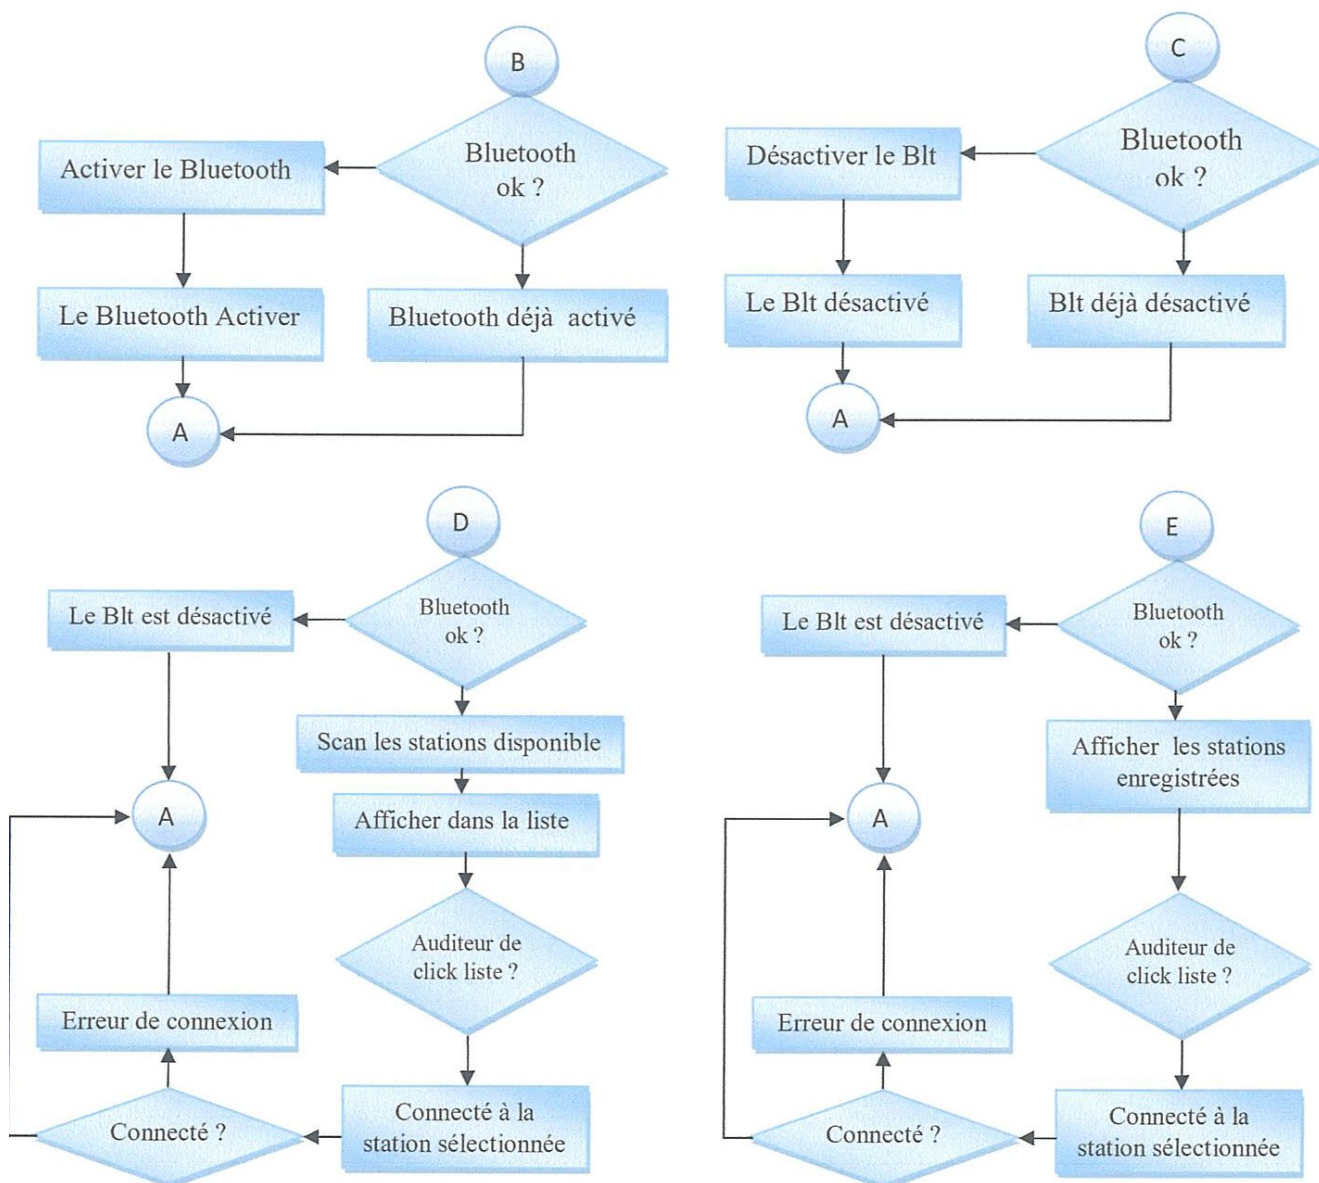 B
Bluetooth
ok ?
Activer le Bluetooth
Le Bluetooth Activer
Bluetooth déjà activé
A
C
Bluetooth
ok ?
Désactiver le Blt
Le Blt désactivé
Blt déjà désactivé
A
D
Bluetooth
ok ?
Le Blt est désactivé
Scan les stations disponible
Afficher dans la liste
A
Auditeur de
click liste ?
Erreur de connexion
Connecté à la
station sélectionnée
Connecté ?
E
Bluetooth
ok ?
Le Blt est désactivé
Afficher les stations
enregistrées
A
Auditeur de
click liste ?
Erreur de connexion
Connecté à la
station sélectionnée
Connecté ?